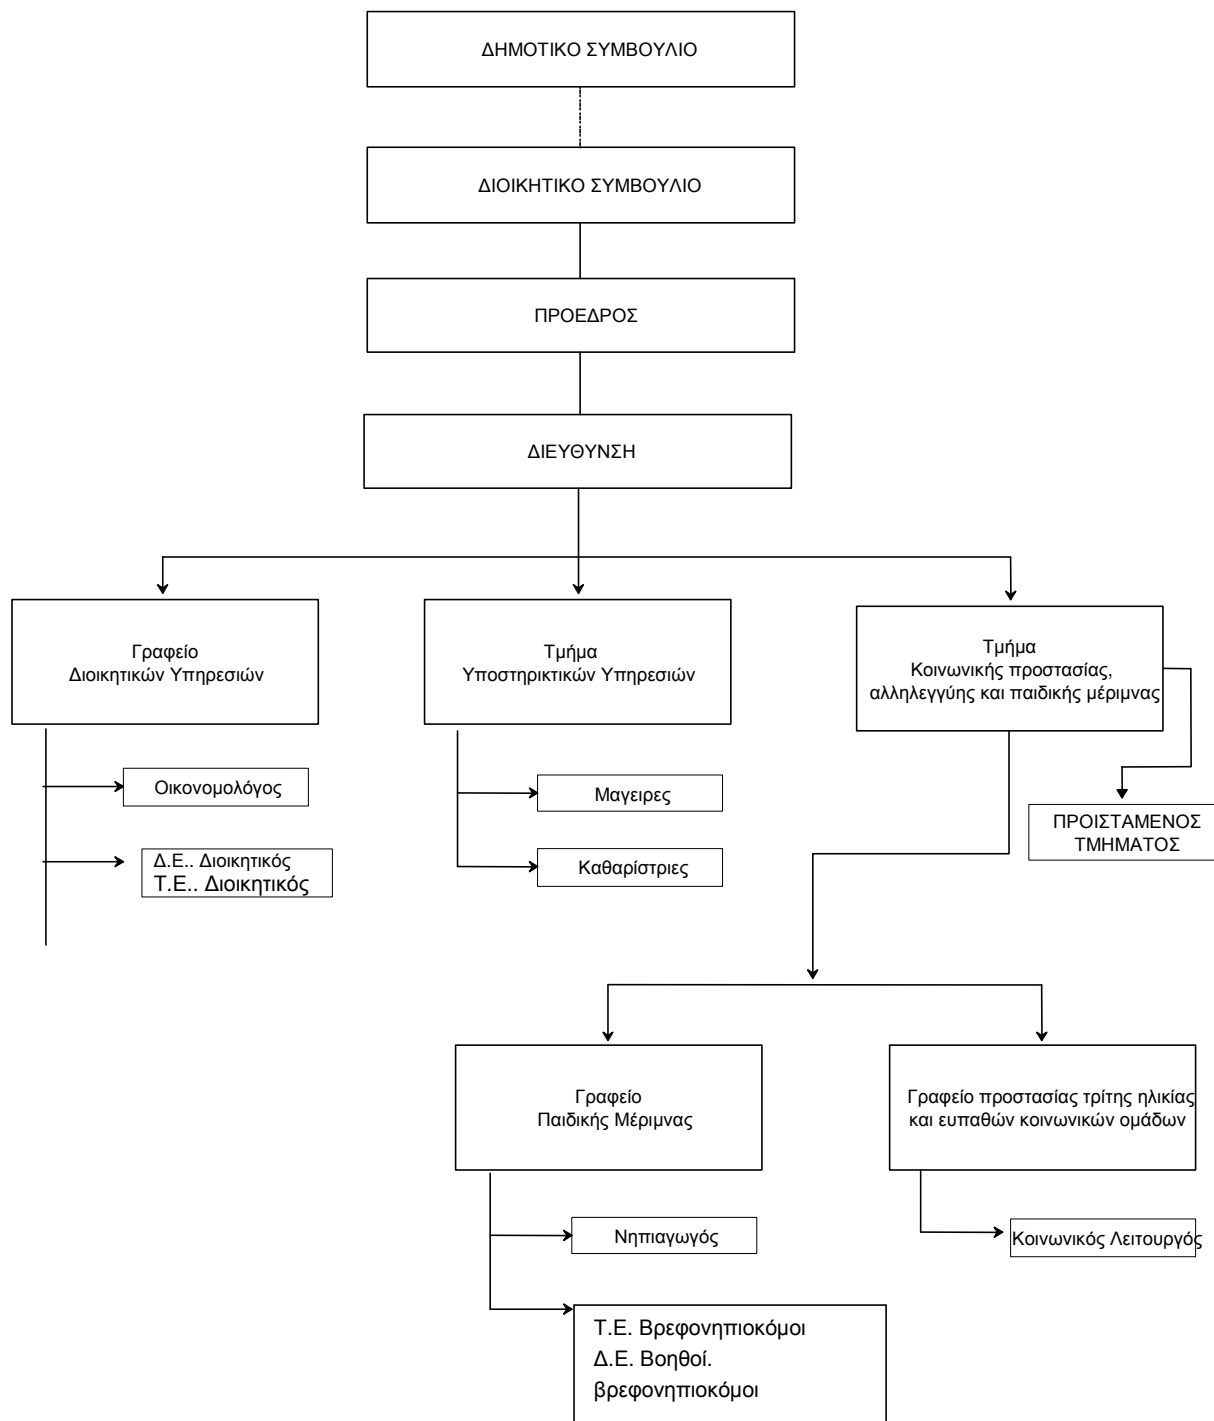 ΔΗΜΟΤΙΚΟ ΣΥΜΒΟΥΛΙΟ
ΔΙΟΙΚΗΤΙΚΟ ΣΥΜΒΟΥΛΙΟ
ΠΡΟΕΔΡΟΣ
ΔΙΕΥΘΥΝΣΗ
Γραφείο
Διοικητικών Υπηρεσιών
Τμήμα
Υποστηρικτικών Υπηρεσιών
Τμήμα
Κοινωνικής προστασίας,
αλληλεγγύης και παιδικής μέριμνας
Οικονομολόγος
Δ.Ε.. Διοικητικός
Τ.Ε.. Διοικητικός
Μαγειρες
Καθαρίστριες
ΠΡΟΙΣΤΑΜΕΝΟΣ
ΤΜΗΜΑΤΟΣ
Γραφείο
Παιδικής Μέριμνας
Γραφείο προστασίας τρίτης ηλικίας
και ευπαθών κοινωνικών ομάδων
Νηπιαγωγός
Κοινωνικός Λειτουργός
Τ.Ε. Βρεφονηπιοκόμοι
Δ.Ε. Βοηθοί.
βρεφονηπιοκόμοι